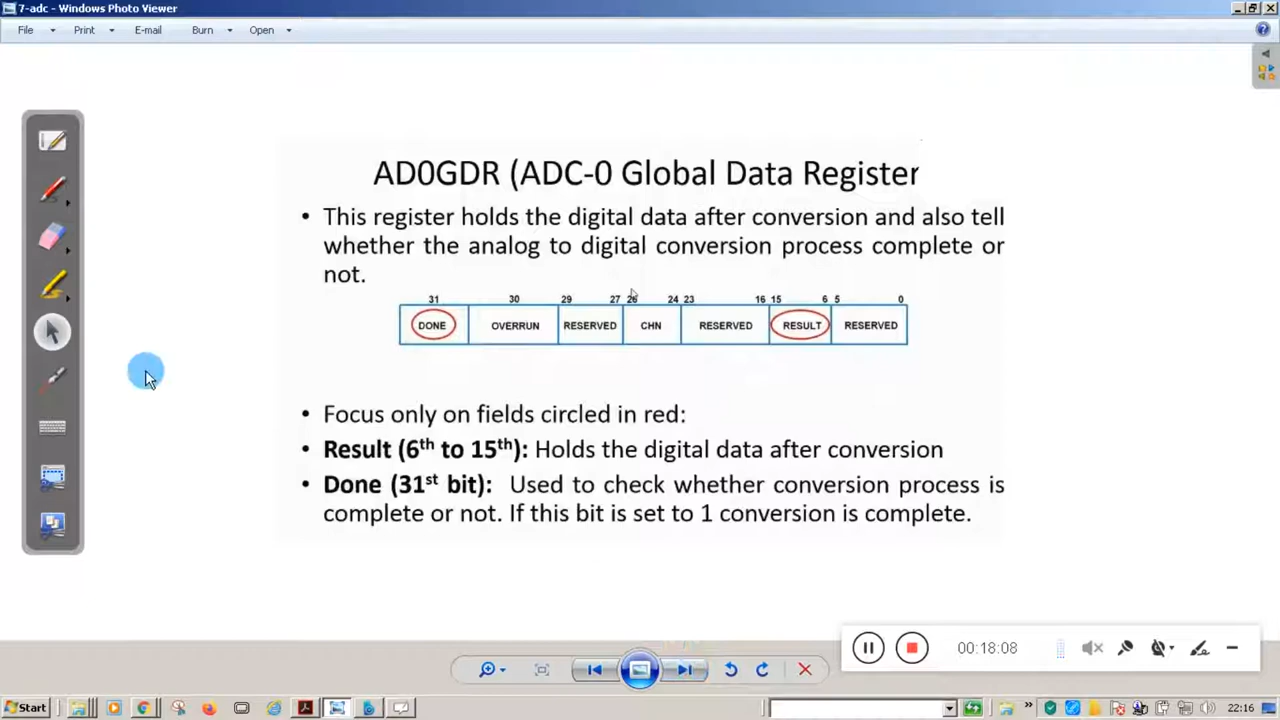 7-adc - Windows Photo Viewer
File Print E-mail Burn Open
AD0GDR (ADC-0 Global Data Register
• This register holds the digital data after conversion and also tell
whether the analog to digital conversion process complete or
not.
31 30 29 27 26 24 23 16 15 6 5 0
DONE OVERRUN RESERVED CHN RESERVED RESULT RESERVED
• Focus only on fields circled in red:
• Result (6th to 15th): Holds the digital data after conversion
• Done (31st bit): Used to check whether conversion process is
complete or not. If this bit is set to 1 conversion is complete.
00:18:08
Start 22:16